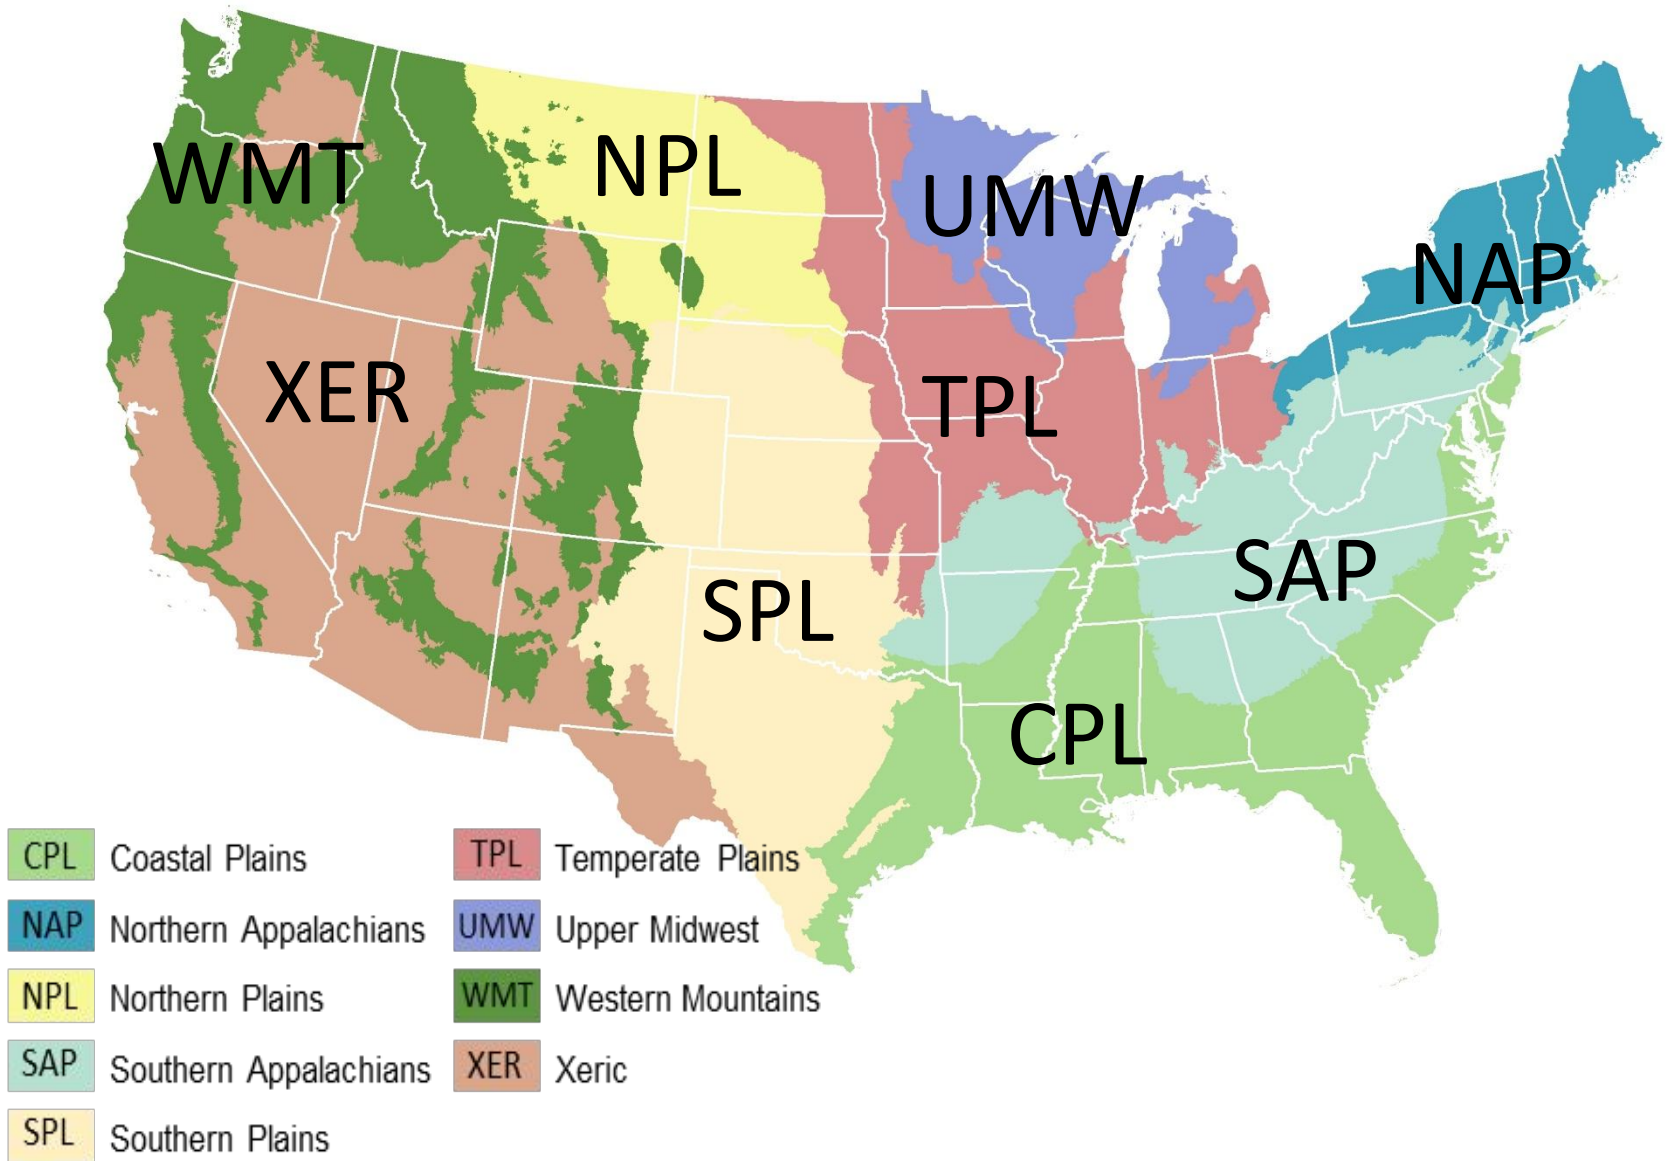 WMT
NPL
UMW
NAP
XER
TPL
SPL
SAP
CPL
CPL Coastal Plains
NAP Northern Appalachians
NPL Northern Plains
SAP Southern Appalachians
SPL Southern Plains
TPL Temperate Plains
UMW Upper Midwest
WMT Western Mountains
XER Xeric